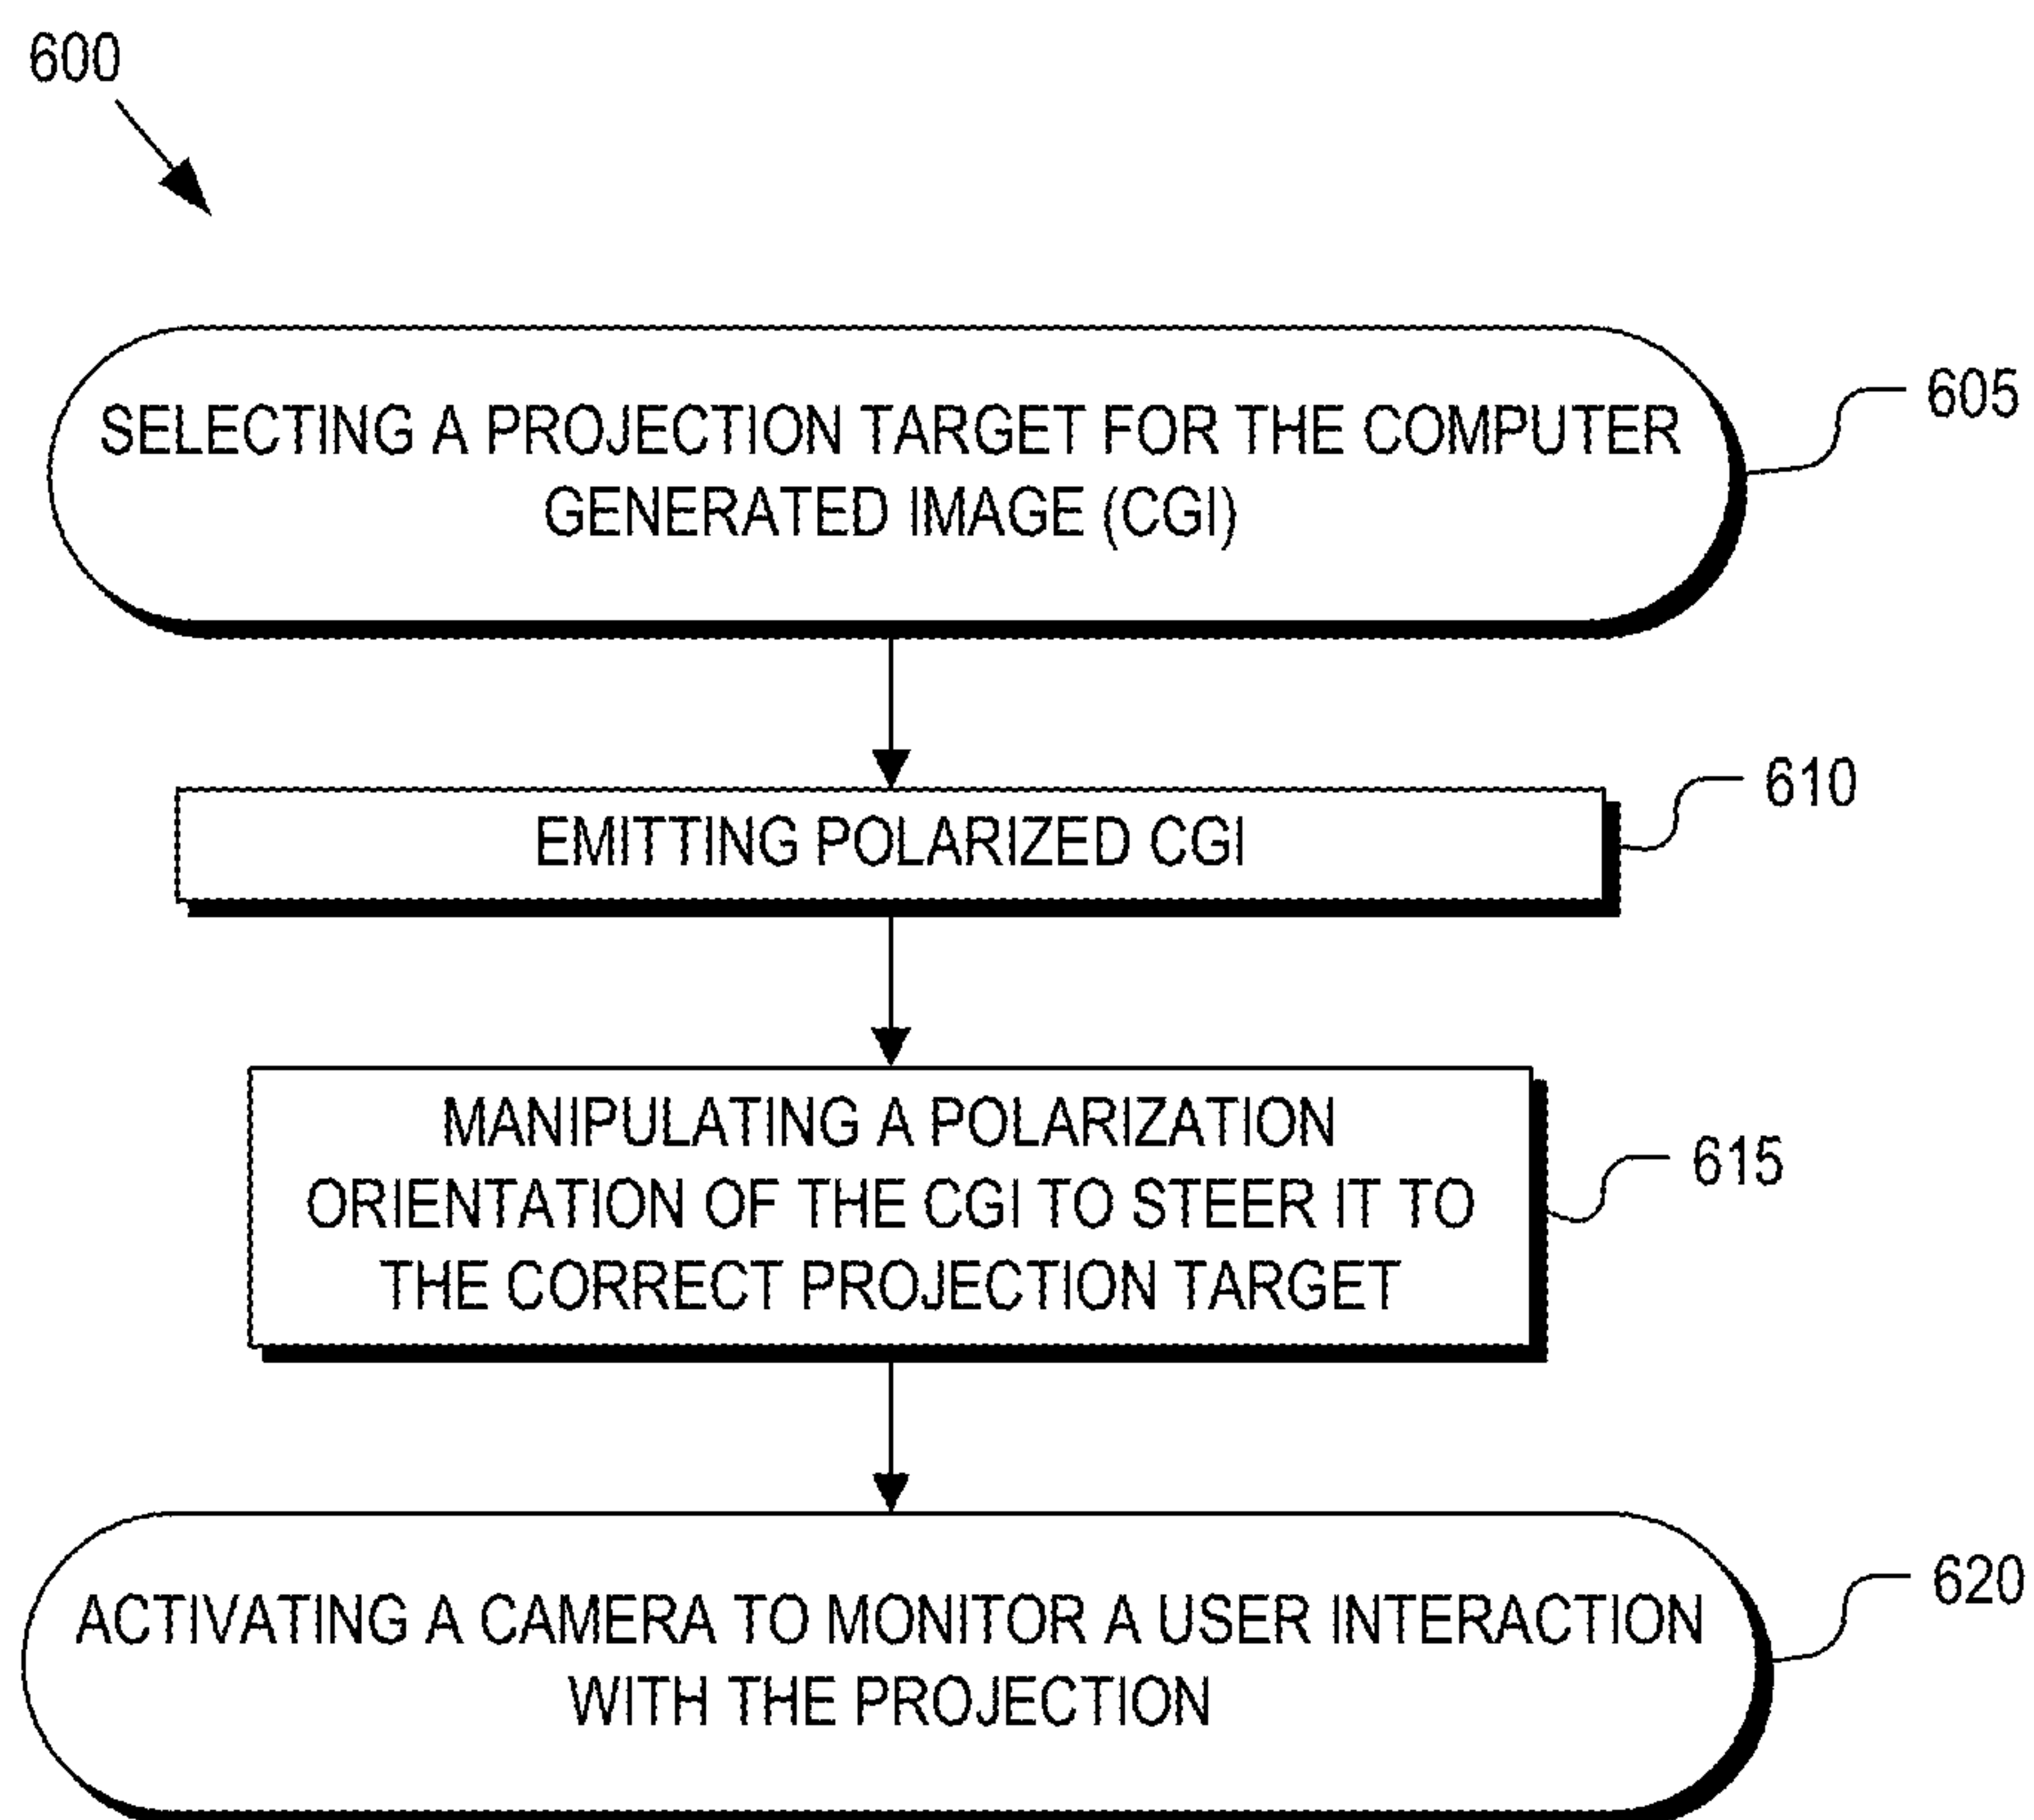 600
SELECTING A PROJECTION TARGET FOR THE COMPUTER
GENERATED IMAGE (CGI)
605
EMITTING POLARIZED CGI
610
MANIPULATING A POLARIZATION
ORIENTATION OF THE CGI TO STEER IT TO
THE CORRECT PROJECTION TARGET
615
ACTIVATING A CAMERA TO MONITOR A USER INTERACTION
WITH THE PROJECTION
620